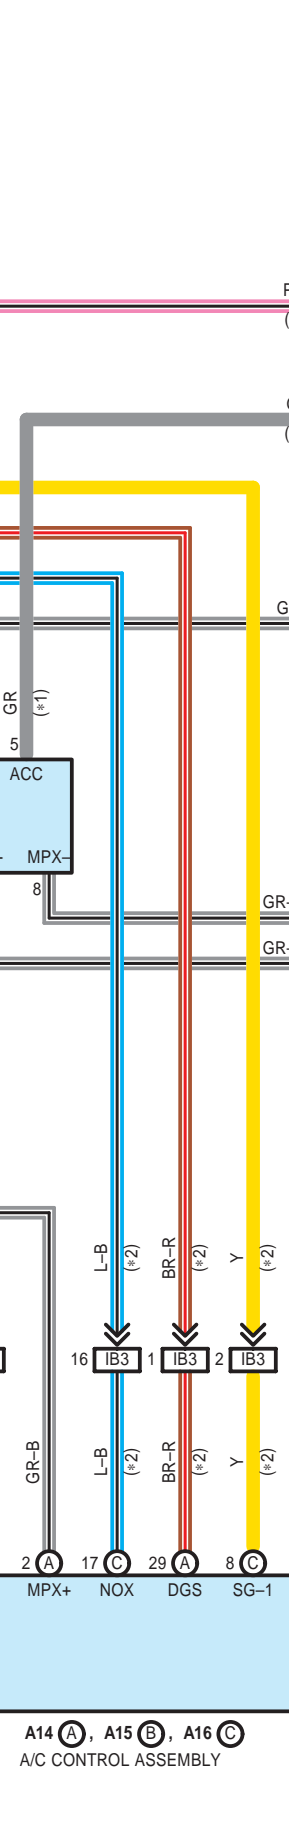 GR
(*1)
5
ACC
MPX–
8
GR–
GR–
L–B
(*2)
BR–R
(*2)
Y
(*2)
16 IB3
1 IB3
2 IB3
GR–B
L–B
(*2)
BR–R
(*2)
Y
(*2)
2 A
17 C
29 A
8 C
MPX+
NOX
DGS
SG–1
A14 A , A15 B , A16 C
A/C CONTROL ASSEMBLY